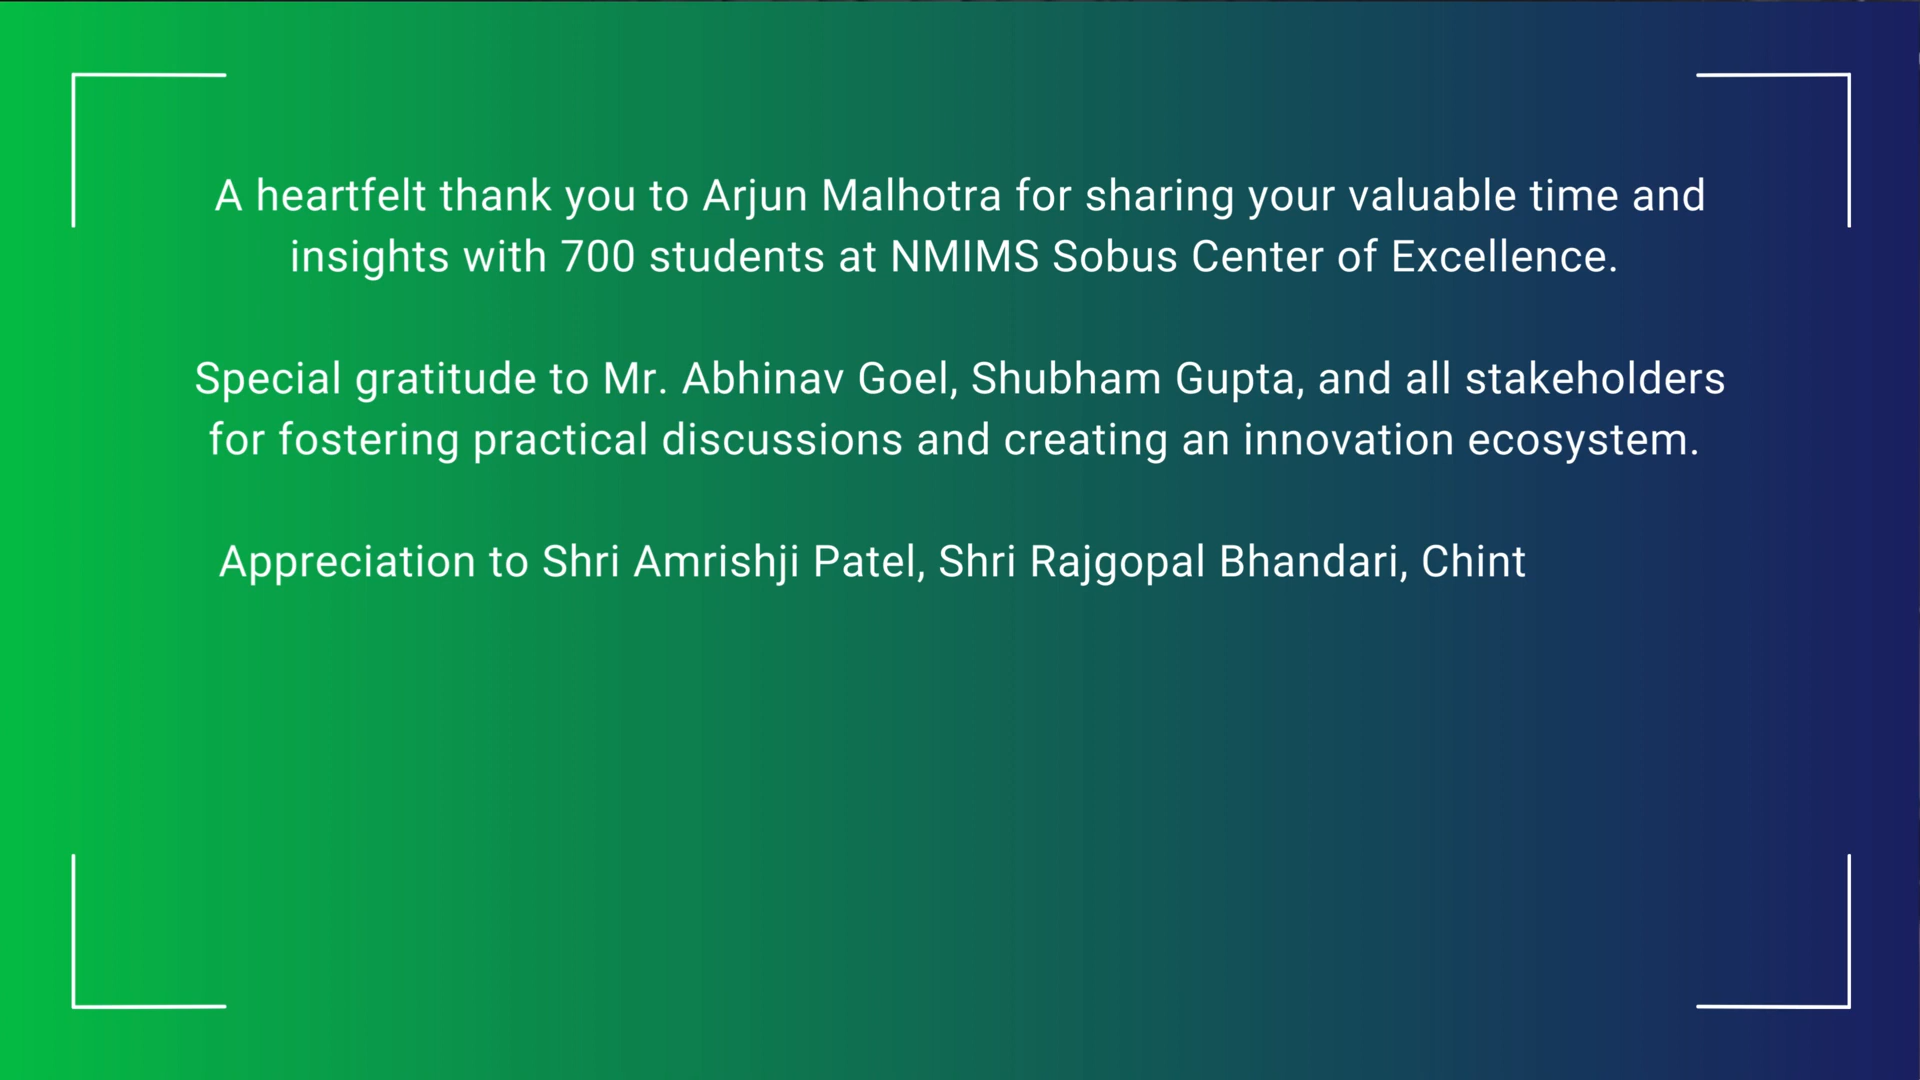 A heartfelt thank you to Arjun Malhotra for sharing your valuable time and
insights with 700 students at NMIMS Sobus Center of Excellence.
Special gratitude to Mr. Abhinav Goel, Shubham Gupta, and all stakeholders
for fostering practical discussions and creating an innovation ecosystem.
Appreciation to Shri Amrishji Patel, Shri Rajgopal Bhandari, Chint